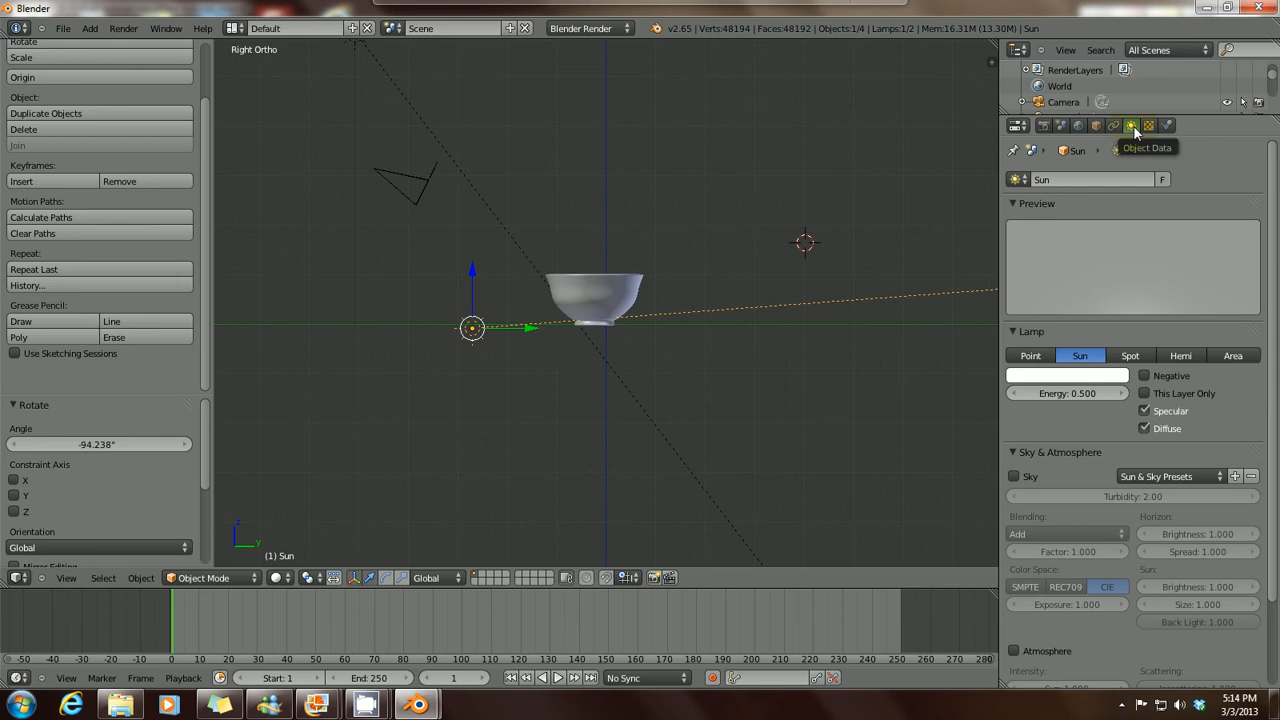 Blender
File Add Render Window Help Default Scene Blender Render v2.65 | Verts:48194 | Faces:48192 | Objects:1/4 | Lamps:1/2 | Mem:16.31M (13.30M) | Sun
Rotate
Scale
Origin
Object:
Duplicate Objects
Delete
Join
Keyframes:
Insert Remove
Motion Paths:
Calculate Paths
Clear Paths
Repeat:
Repeat Last
History...
Grease Pencil:
Draw Line
Poly Erase
Use Sketching Sessions
Rotate
Angle
-94.238°
Constraint Axis
X
Y
Z
Orientation
Global
Right Ortho
z
y
(1) Sun
View Select Object Object Mode Global
View Search All Scenes
RenderLayers
World
Camera
Sun
Object Data
Sun F
Preview
Lamp
Point Sun Spot Hemi Area
Negative
Energy: 0.500 This Layer Only
Specular
Diffuse
Sky & Atmosphere
Sky Sun & Sky Presets
Turbidity: 2.00
Blending: Horizon:
Add Brightness: 1.000
Factor: 1.000 Spread: 1.000
Color Space: Sun:
SMPTE REC709 CIE Brightness: 1.000
Exposure: 1.000 Size: 1.000
Back Light: 1.000
Atmosphere
Intensity: Scattering:
-50 -40 -30 -20 -10 0 10 20 30 40 50 60 70 80 90 100 110 120 130 140 150 160 170 180 190 200 210 220 230 240 250 260 270 280
View Marker Frame Playback Start: 1 End: 250 1 No Sync
5:14 PM
3/3/2013